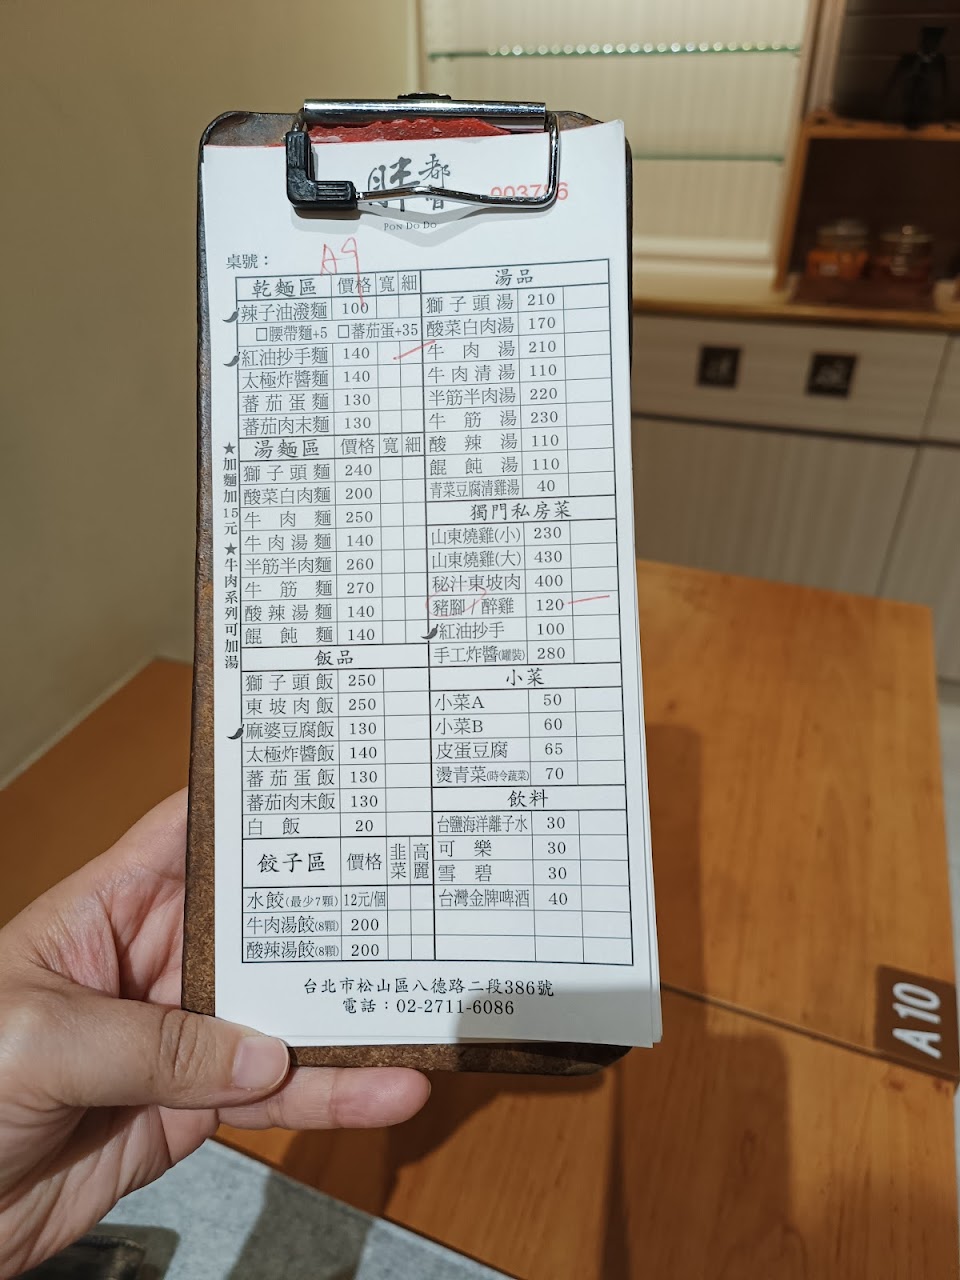 胖都嘟
PON DO DO
桌號：
A9
乾麵區 價格 寬 細
辣子油潑麵 100
□腰帶麵+5 □蕃茄蛋+35
紅油抄手麵 140
太極炸醬麵 140
蕃茄蛋麵 130
蕃茄肉末麵 130
湯麵區 價格 寬 細
獅子頭麵 240
酸菜白肉麵 200
牛肉麵 250
牛肉湯麵 140
半筋半肉麵 260
牛筋麵 270
酸辣湯麵 140
餛飩麵 140
飯品
獅子頭飯 250
東坡肉飯 250
麻婆豆腐飯 130
太極炸醬飯 140
蕃茄蛋飯 130
蕃茄肉末飯 130
白飯 20
餃子區 價格 韭菜 高麗
水餃(最少7顆) 12元/個
牛肉湯餃(8顆) 200
酸辣湯餃(8顆) 200
★加麵加15元 ★牛肉系列可加湯
湯品
獅子頭湯 210
酸菜白肉湯 170
牛肉湯 210
牛肉清湯 110
半筋半肉湯 220
牛筋湯 230
酸辣湯 110
餛飩湯 110
青菜豆腐清雞湯 40
獨門私房菜
山東燒雞(小) 230
山東燒雞(大) 430
秘汁東坡肉 400
豬腳/醉雞 120
紅油抄手 100
手工炸醬(罐裝) 280
小菜
小菜A 50
小菜B 60
皮蛋豆腐 65
燙青菜(時令蔬菜) 70
飲料
台鹽海洋離子水 30
可樂 30
雪碧 30
台灣金牌啤酒 40
台北市松山區八德路二段386號
電話：02-2711-6086
A10